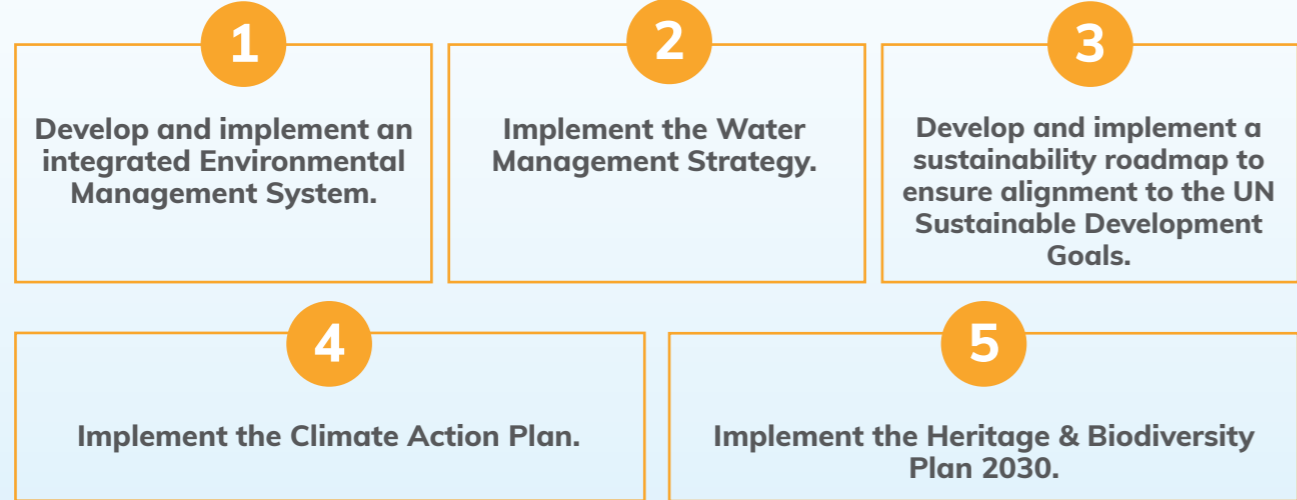 1
Develop and implement an
integrated Environmental
Management System.
2
Implement the Water
Management Strategy.
3
Develop and implement a
sustainability roadmap to
ensure alignment to the UN
Sustainable Development
Goals.
4
Implement the Climate Action Plan.
5
Implement the Heritage & Biodiversity
Plan 2030.